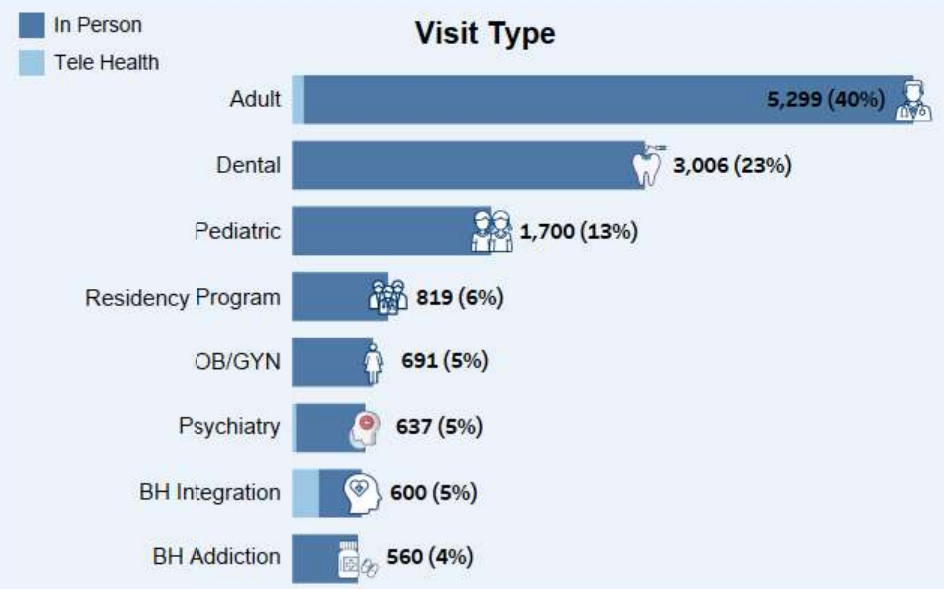 In Person
Tele Health
Visit Type
Adult 5,299 (40%)
Dental 3,006 (23%)
Pediatric 1,700 (13%)
Residency Program 819 (6%)
OB/GYN 691 (5%)
Psychiatry 637 (5%)
BH Integration 600 (5%)
BH Addiction 560 (4%)